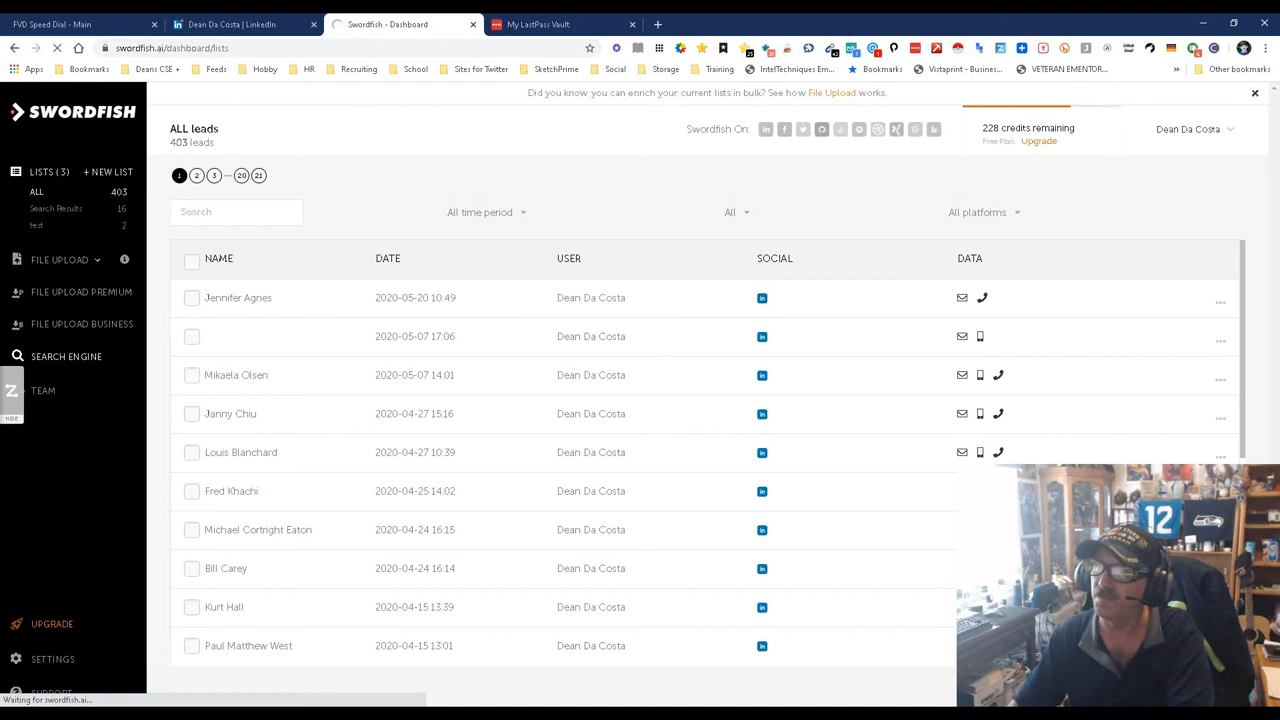 FVD Speed Dial - Main
Dean Da Costa | LinkedIn
Swordfish - Dashboard
My LastPass Vault
swordfish.ai/dashboard/lists
Apps
Bookmarks
Deans CSE +
Feeds
Hobby
HR
Recruiting
School
Sites for Twitter
SketchPrime
Social
Storage
Training
IntelTechniques Em...
Bookmarks
Vistaprint - Busines...
VETERAN EMENTOR...
Other bookmarks
Did you know you can enrich your current lists in bulk? See how File Upload works.
SWORDFISH
ALL leads
403 leads
Swordfish On:
228 credits remaining
Free Plan. Upgrade
Dean Da Costa
LISTS (3) + NEW LIST
ALL 403
Search Results 16
test 2
FILE UPLOAD
FILE UPLOAD PREMIUM
FILE UPLOAD BUSINESS
SEARCH ENGINE
TEAM
HIDE
UPGRADE
SETTINGS
SUPPORT
1 2 3 ... 20 21
Search
All time period
All
All platforms
NAME DATE USER SOCIAL DATA
Jennifer Agnes 2020-05-20 10:49 Dean Da Costa
2020-05-07 17:06 Dean Da Costa
Mikaela Olsen 2020-05-07 14:01 Dean Da Costa
Janny Chiu 2020-04-27 15:16 Dean Da Costa
Louis Blanchard 2020-04-27 10:39 Dean Da Costa
Fred Khachi 2020-04-25 14:02 Dean Da Costa
Michael Cortright Eaton 2020-04-24 16:15 Dean Da Costa
Bill Carey 2020-04-24 16:14 Dean Da Costa
Kurt Hall 2020-04-15 13:39 Dean Da Costa
Paul Matthew West 2020-04-15 13:01 Dean Da Costa
12
Waiting for swordfish.ai...